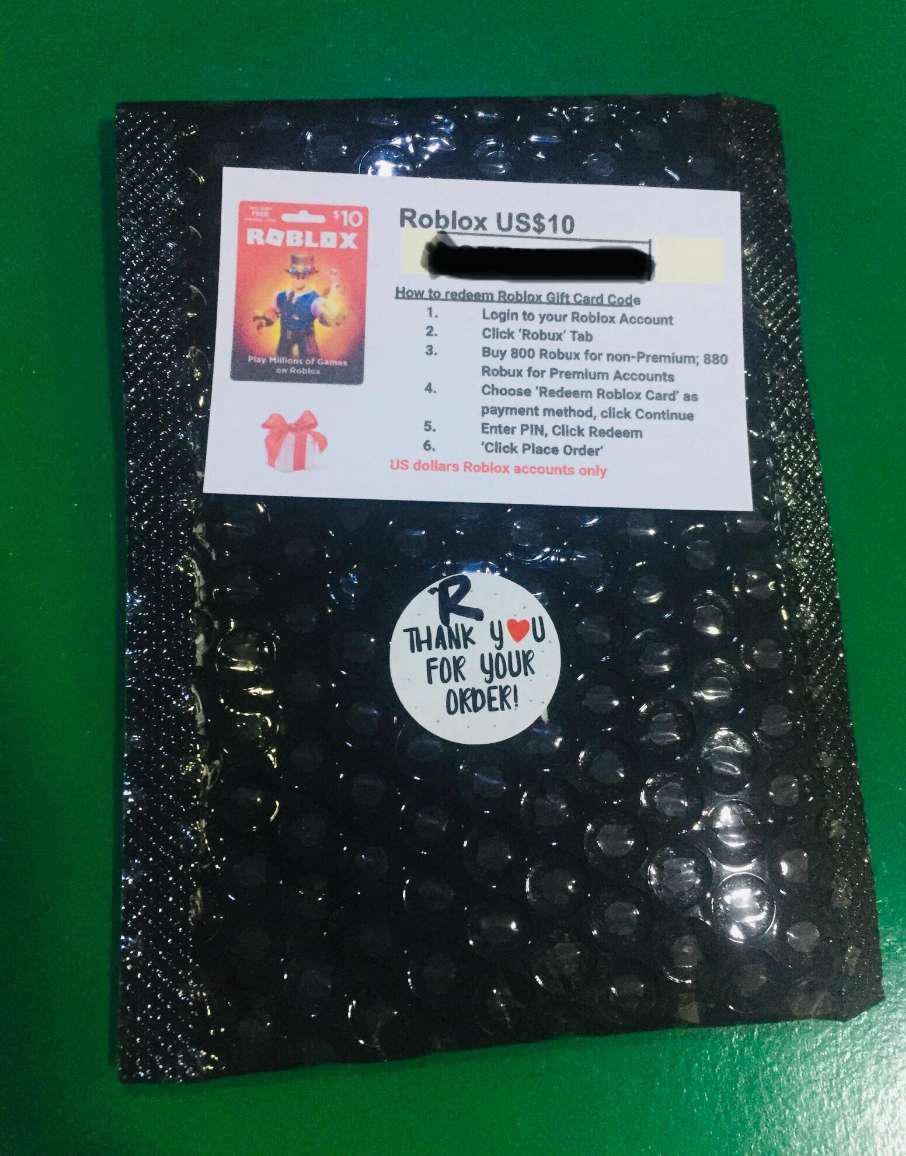 $10
ROBLOX
Play Millions of Games
on Roblox
Roblox US$10
How to redeem Roblox Gift Card Code
1. Login to your Roblox Account
2. Click 'Robux' Tab
3. Buy 800 Robux for non-Premium; 880
Robux for Premium Accounts
4. Choose 'Redeem Roblox Card' as
payment method, click Continue
5. Enter PIN, Click Redeem
6. 'Click Place Order'
US dollars Roblox accounts only
R
THANK Y♥U
FOR YOUR
ORDER!